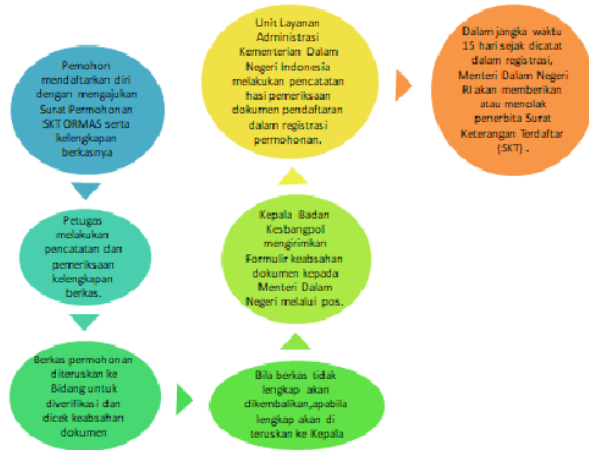 Pemohon
mendaftarkan diri
dengan mengajukan
Surat Permohonan
SKT ORMAS serta
kelengkapan
berkasinya
Petugas
melakukan
pencatatan dan
pemeriksaan
kelengkapan
berkas.
Berkas permohonan
diteruskan ke
Bidang untuk
diverifikasi dan
dicek keabsahan
dokumen
Bila berkas tidak
lengkap akan
dikembalikan,apabila
lengkap akan di
teruskan ke Kepala
Kepala Badan
Kesbangpol
mengirimkan
Formulir keabsahan
dokumen kepada
Menteri Dalam
Negeri melalui pos.
Unit Layanan
Administrasi
Kementerian Dalam
Negeri Indonesia
melakukan pencatatan
hasi pemeriksaan
dokumen pendaftaran
dalam registrasi
permohonan.
Dalam jangka waktu
15 hari sejak dicatat
dalam registrasi,
Menteri Dalam Negeri
RI akan memberikan
atau menolak
penerbita Surat
Keterangan Terdaftar
(SKT) .